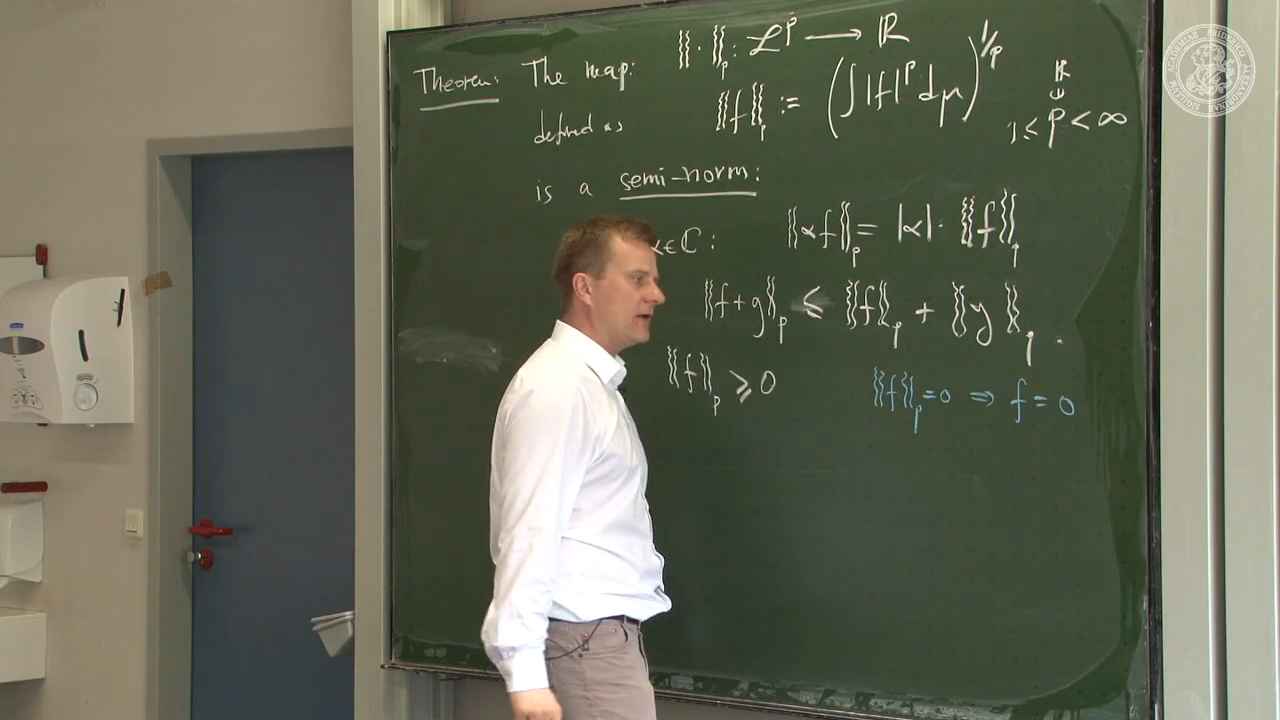 Theorem: The map: ⦚⦚·⦚⦚_p : ℒ^p → ℝ
defined as ⦚⦚f⦚⦚_p := (∫|f|^p dμ)^{1/p} ℝ ∋ 1 ≤ p < ∞
is a semi-norm:
α∈ℂ: ⦚⦚αf⦚⦚_p = |α|· ⦚⦚f⦚⦚_p
⦚⦚f+g⦚⦚_p ≤ ⦚⦚f⦚⦚_p + ⦚⦚g⦚⦚_p .
⦚⦚f⦚⦚_p ⩾ 0 ⦚⦚f⦚⦚_p = 0 ⇒ f = 0